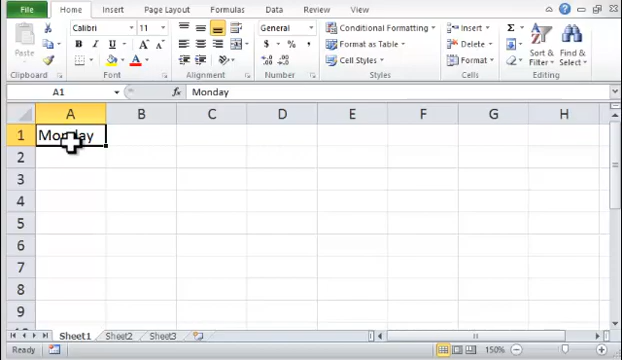 File Home Insert Page Layout Formulas Data Review View
Calibri 11 General Conditional Formatting Insert Σ
Paste B I U $ % , Format as Table Delete Sort & Filter Find & Select
A Cell Styles Format
Clipboard Font Alignment Number Styles Cells Editing
A1 fx Monday
A B C D E F G H
1 Monday
2
3
4
5
6
7
8
9
Sheet1 Sheet2 Sheet3
Ready 150%